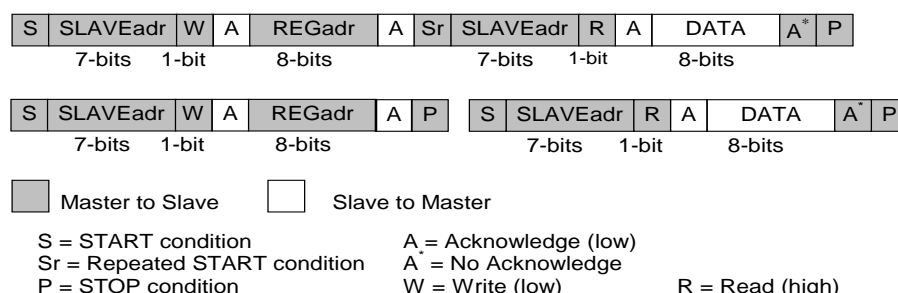 S SLAVEadr W A REGadr A Sr SLAVEadr R A DATA A* P
7-bits 1-bit 8-bits 7-bits 1-bit 8-bits
S SLAVEadr W A REGadr A P S SLAVEadr R A DATA A* P
7-bits 1-bit 8-bits 7-bits 1-bit 8-bits
Master to Slave Slave to Master
S = START condition A = Acknowledge (low)
Sr = Repeated START condition A* = No Acknowledge
P = STOP condition W = Write (low) R = Read (high)